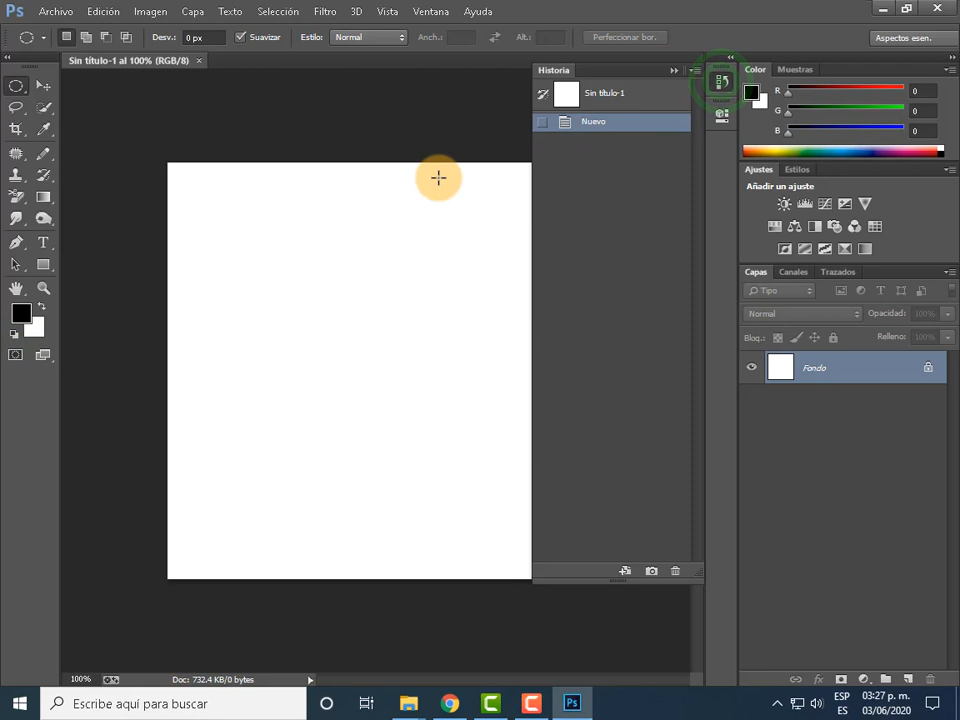 Ps Archivo Edición Imagen Capa Texto Selección Filtro 3D Vista Ventana Ayuda
Desv.: 0 px Suavizar Estilo: Normal Anch.: Alt.: Perfeccionar bor. Aspectos esen.
Sin título-1 al 100% (RGB/8) ×
Historia
Sin título-1
Nuevo
Color Muestras
R 0
G 0
B 0
Ajustes Estilos
Añadir un ajuste
Capas Canales Trazados
Tipo
Normal Opacidad: 100%
Bloq.: Relleno: 100%
Fondo
100% Doc: 732.4 KB/0 bytes
Escribe aquí para buscar
ESP
ES
03:27 p. m.
03/06/2020